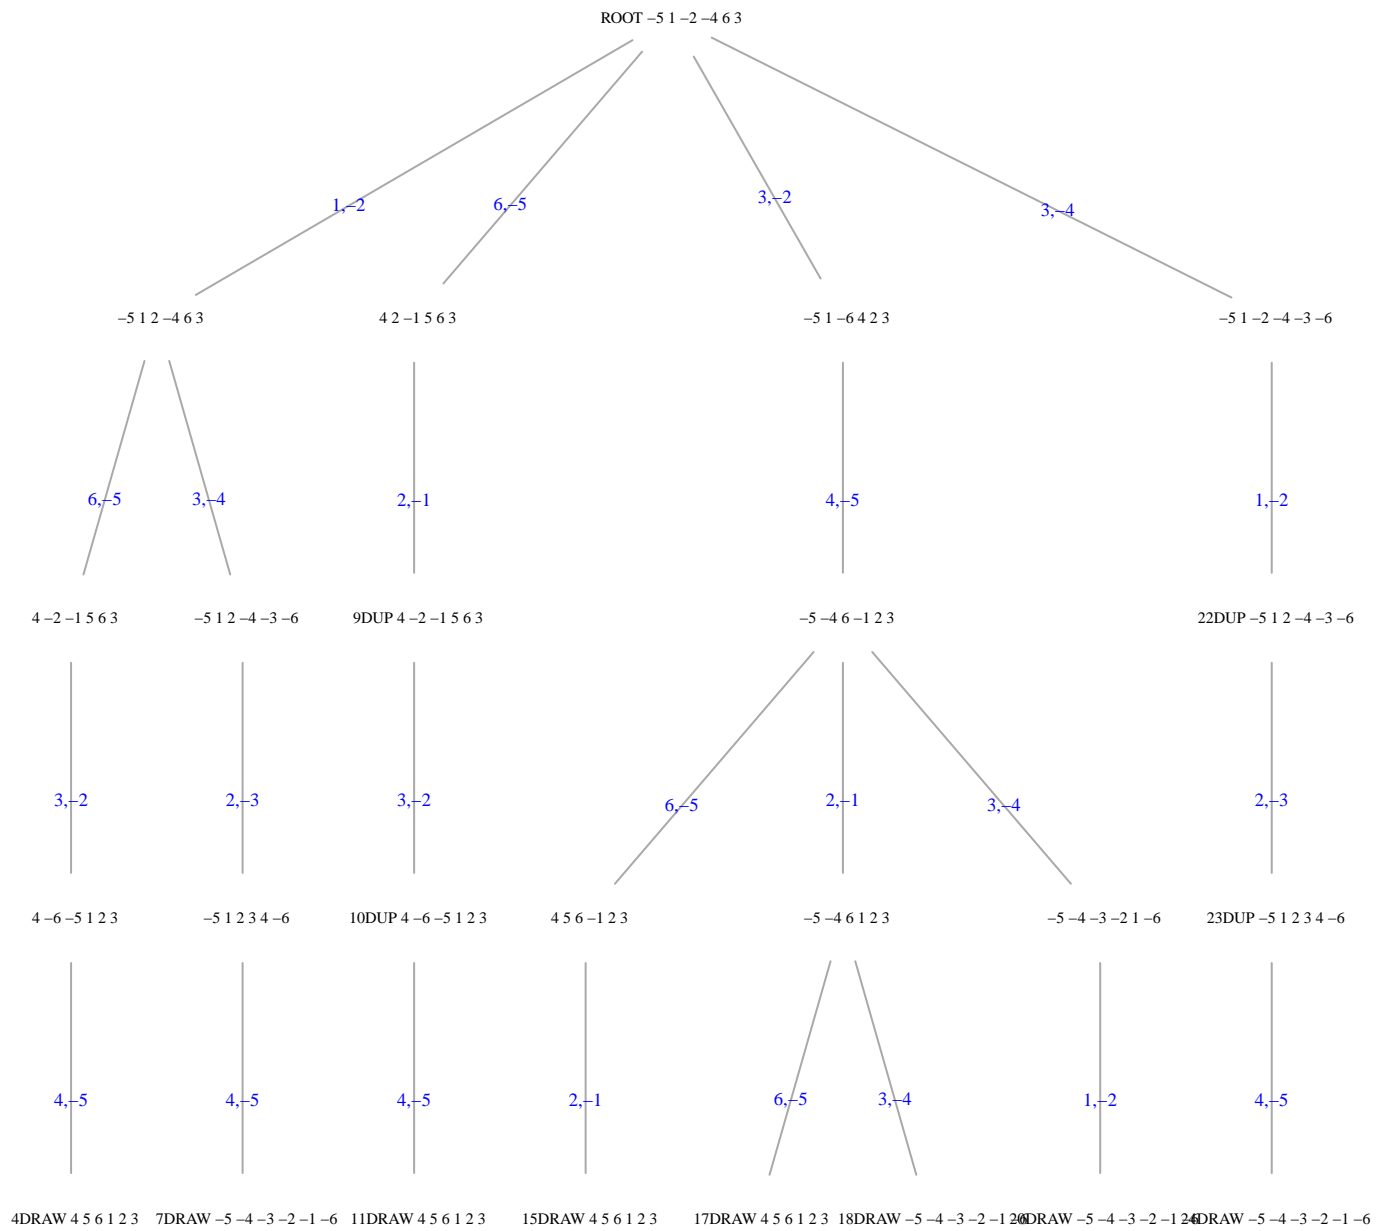 ROOT −5 1 −2 −4 6 3
1,−2 6,−5 3,−2 3,−4
−5 1 2 −4 6 3 4 2 −1 5 6 3 −5 1 −6 4 2 3 −5 1 −2 −4 −3 −6
6,−5 3,−4 2,−1 4,−5 1,−2
4 −2 −1 5 6 3 −5 1 2 −4 −3 −6 9DUP 4 −2 −1 5 6 3 −5 −4 6 −1 2 3 22DUP −5 1 2 −4 −3 −6
3,−2 2,−3 3,−2 6,−5 2,−1 3,−4 2,−3
4 −6 −5 1 2 3 −5 1 2 3 4 −6 10DUP 4 −6 −5 1 2 3 4 5 6 −1 2 3 −5 −4 6 1 2 3 −5 −4 −3 −2 1 −6 23DUP −5 1 2 3 4 −6
4,−5 4,−5 4,−5 2,−1 6,−5 3,−4 1,−2 4,−5
4DRAW 4 5 6 1 2 3 7DRAW −5 −4 −3 −2 −1 −6 11DRAW 4 5 6 1 2 3 15DRAW 4 5 6 1 2 3 17DRAW 4 5 6 1 2 3 18DRAW −5 −4 −3 −2 −1 DRAW −5 −4 −3 −2 −1 DRAW −5 −4 −3 −2 −1 −6